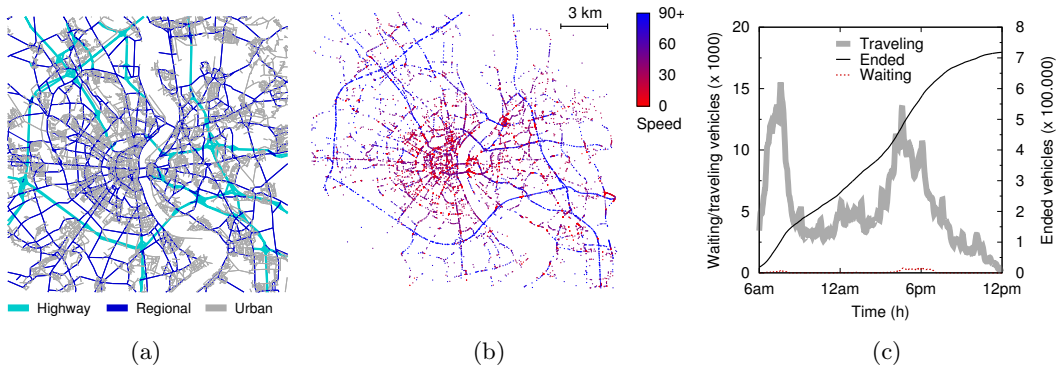 Highway Regional Urban
(a)
3 km
90+
60
30
0
Speed
(b)
Waiting/traveling vehicles (x 1000)
20
15
10
5
0
Traveling
Ended
Waiting
8
7
6
5
4
3
2
1
0
Ended vehicles (x 100.000)
6am 12am 6pm 12pm
Time (h)
(c)